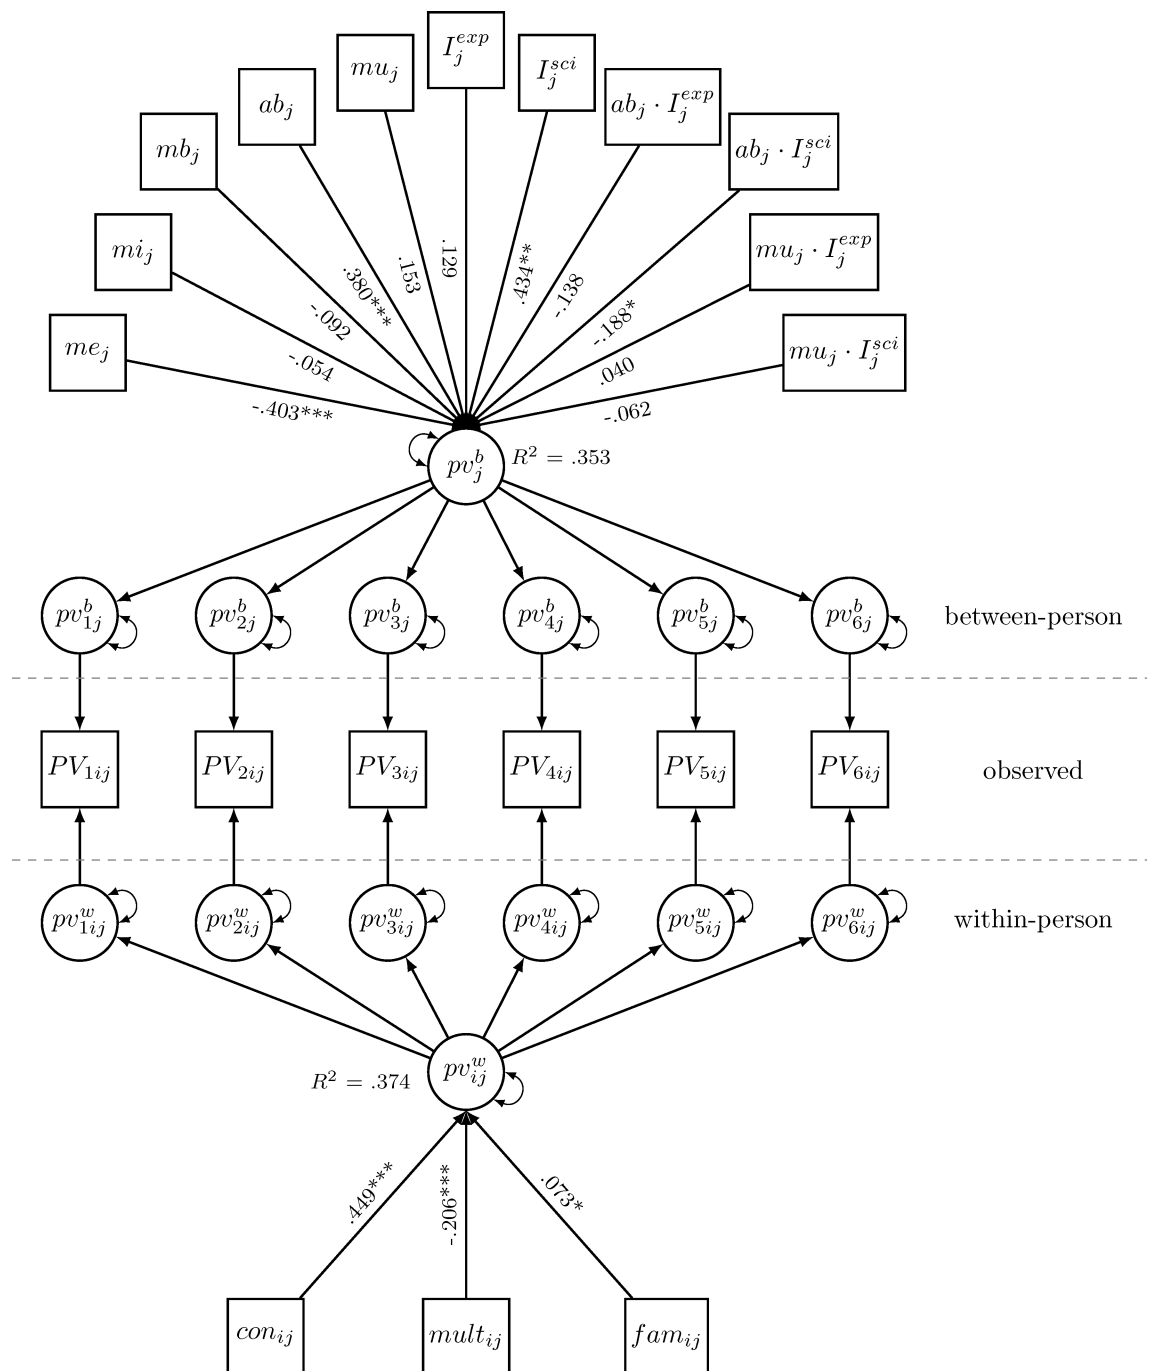 I_j^{exp}
mu_j
I_j^{sci}
ab_j
ab_j · I_j^{exp}
mb_j
ab_j · I_j^{sci}
mi_j
mu_j · I_j^{exp}
me_j
mu_j · I_j^{sci}
-.403***
-.054
-.092
.380***
.153
.129
.434**
-.138
-.188*
.040
-.062
pv_j^b
R^2 = .353
pv_{1j}^b
pv_{2j}^b
pv_{3j}^b
pv_{4j}^b
pv_{5j}^b
pv_{6j}^b
between-person
PV_{1ij}
PV_{2ij}
PV_{3ij}
PV_{4ij}
PV_{5ij}
PV_{6ij}
observed
pv_{1ij}^w
pv_{2ij}^w
pv_{3ij}^w
pv_{4ij}^w
pv_{5ij}^w
pv_{6ij}^w
within-person
pv_{ij}^w
R^2 = .374
.449***
-.206***
.073*
con_{ij}
mult_{ij}
fam_{ij}